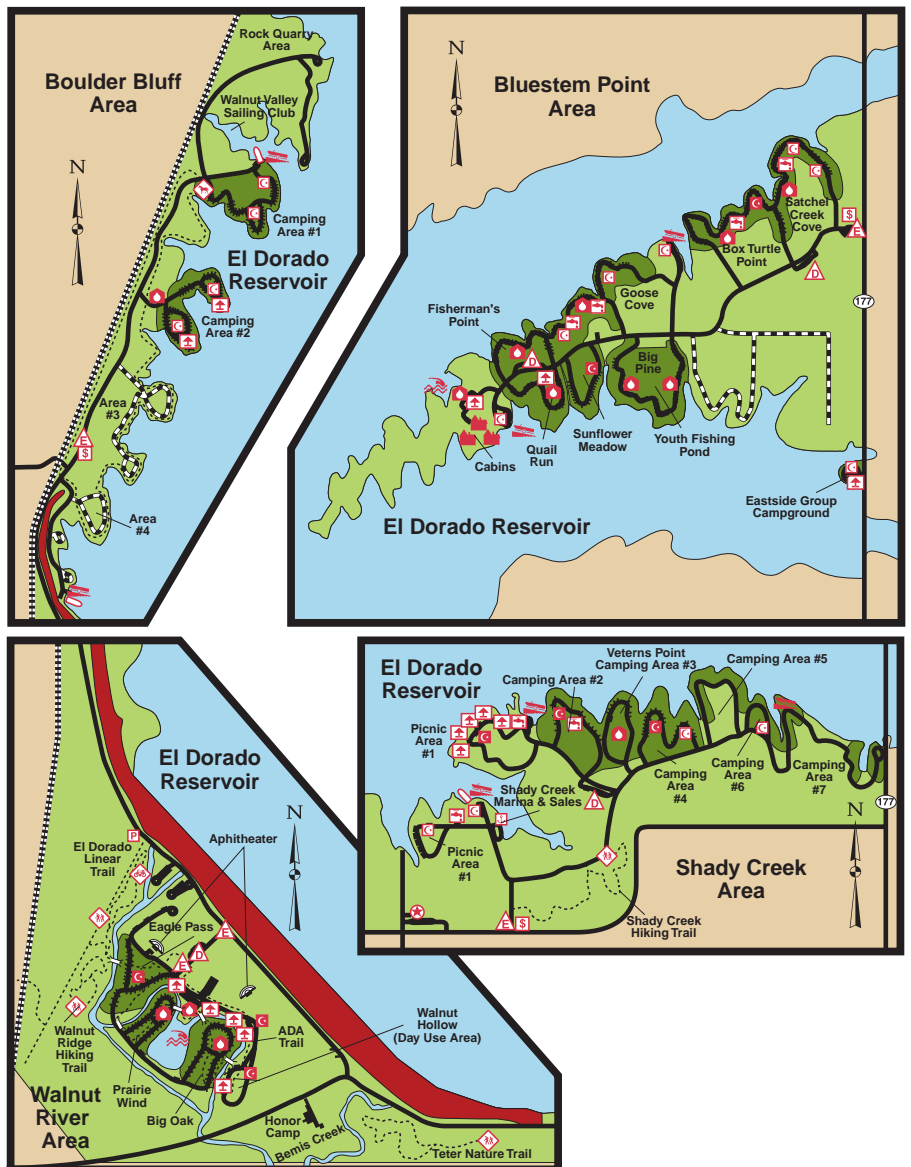 Rock Quarry
Area
Boulder Bluff
Area
Walnut Valley
Sailing Club
N
Camping
Area #1
El Dorado
Reservoir
Camping
Area #2
Area
#3
E
$
Area
#4
N
Bluestem Point
Area
Satchel
Creek
Cove
$
E
Box Turtle
Point
D
177
Goose
Cove
Fisherman's
Point
D
Big
Pine
Sunflower
Meadow
Youth Fishing
Pond
Quail
Run
Cabins
Eastside Group
Campground
El Dorado Reservoir
El Dorado
Reservoir
N
P
El Dorado
Linear
Trail
Aphitheater
Eagle Pass
E
D
E
Walnut
Ridge
Hiking
Trail
ADA
Trail
Walnut
Hollow
(Day Use Area)
Prairie
Wind
Big Oak
Walnut
River
Area
Honor
Camp
Bemis Creek
Teter Nature Trail
El Dorado
Reservoir
Veterns Point
Camping Area #3
Camping Area #5
Camping Area #2
Picnic
Area
#1
Camping
Area
#4
Camping
Area
#6
Camping
Area
#7
Shady Creek
Marina & Sales
D
177
Picnic
Area
#1
N
Shady Creek
Area
E
$
Shady Creek
Hiking Trail